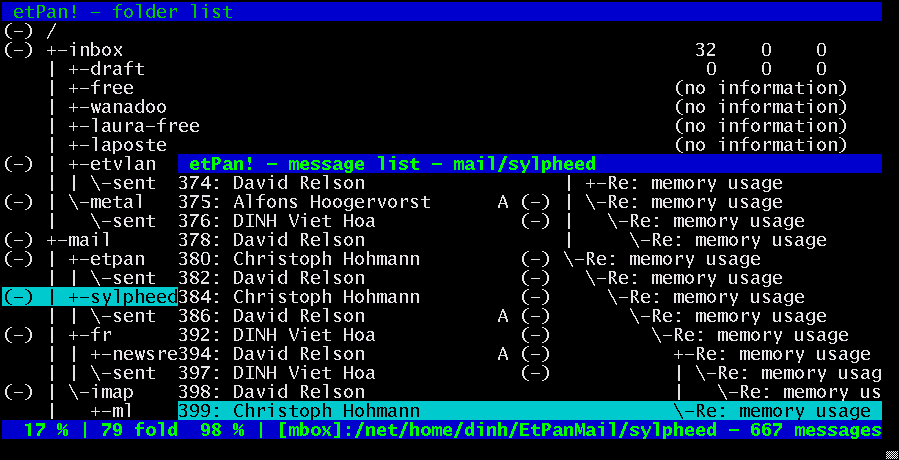 etPan! – folder list
(–) /
(–) +–inbox 32 0 0
| +–draft 0 0 0
| +–free (no information)
| +–wanadoo (no information)
| +–laura–free (no information)
| +–laposte (no information)
(–) | +–etvlan etPan! – message list – mail/sylpheed
| | \–sent 374: David Relson | +–Re: memory usage
(–) | \–metal 375: Alfons Hoogervorst A (–) | \–Re: memory usage
| \–sent 376: DINH Viet Hoa (–) | \–Re: memory usage
(–) +–mail 378: David Relson | \–Re: memory usage
(–) | +–etpan 380: Christoph Hohmann (–) \–Re: memory usage
| | \–sent 382: David Relson (–) \–Re: memory usage
(–) | +–sylpheed 384: Christoph Hohmann (–) \–Re: memory usage
| | \–sent 386: David Relson A (–) \–Re: memory usage
(–) | +–fr 392: DINH Viet Hoa (–) \–Re: memory usage
| | +–newsre 394: David Relson A (–) +–Re: memory usage
| | \–sent 397: DINH Viet Hoa (–) | \–Re: memory usag
(–) | \–imap 398: David Relson | \–Re: memory us
| +–ml 399: Christoph Hohmann \–Re: memory usage
17 % | 79 fold 98 % | [mbox]:/net/home/dinh/EtPanMail/sylpheed – 667 messages